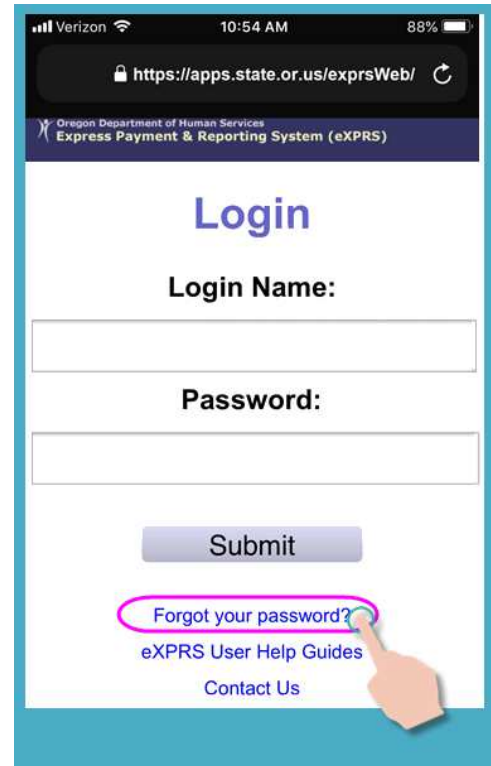 Verizon 10:54 AM 88%
https://apps.state.or.us/exprsWeb/
Oregon Department of Human Services
Express Payment & Reporting System (eXPRS)
Login
Login Name:
Password:
Submit
Forgot your password?
eXPRS User Help Guides
Contact Us